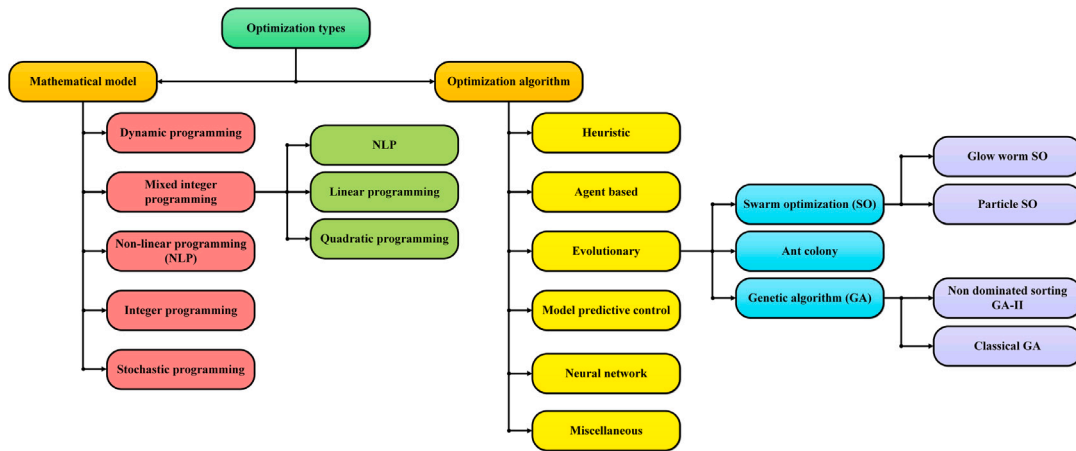 Optimization types
Mathematical model
Optimization algorithm
Dynamic programming
Mixed integer
programming
Non-linear programming
(NLP)
Integer programming
Stochastic programming
NLP
Linear programming
Quadratic programming
Heuristic
Agent based
Evolutionary
Model predictive control
Neural network
Miscellaneous
Swarm optimization (SO)
Ant colony
Genetic algorithm (GA)
Glow worm SO
Particle SO
Non dominated sorting
GA-II
Classical GA